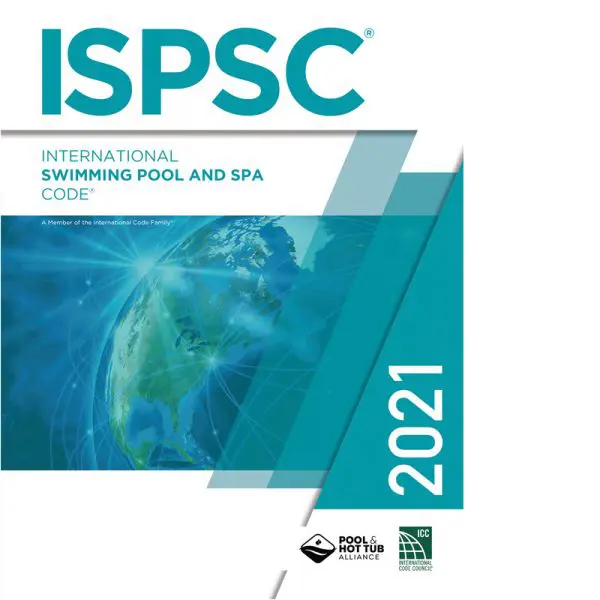 ISPSC®
INTERNATIONAL
SWIMMING POOL AND SPA
CODE®
A Member of the International Code Family®
2021
POOL &
HOT TUB
ALLIANCE
ICC
INTERNATIONAL
CODE COUNCIL®